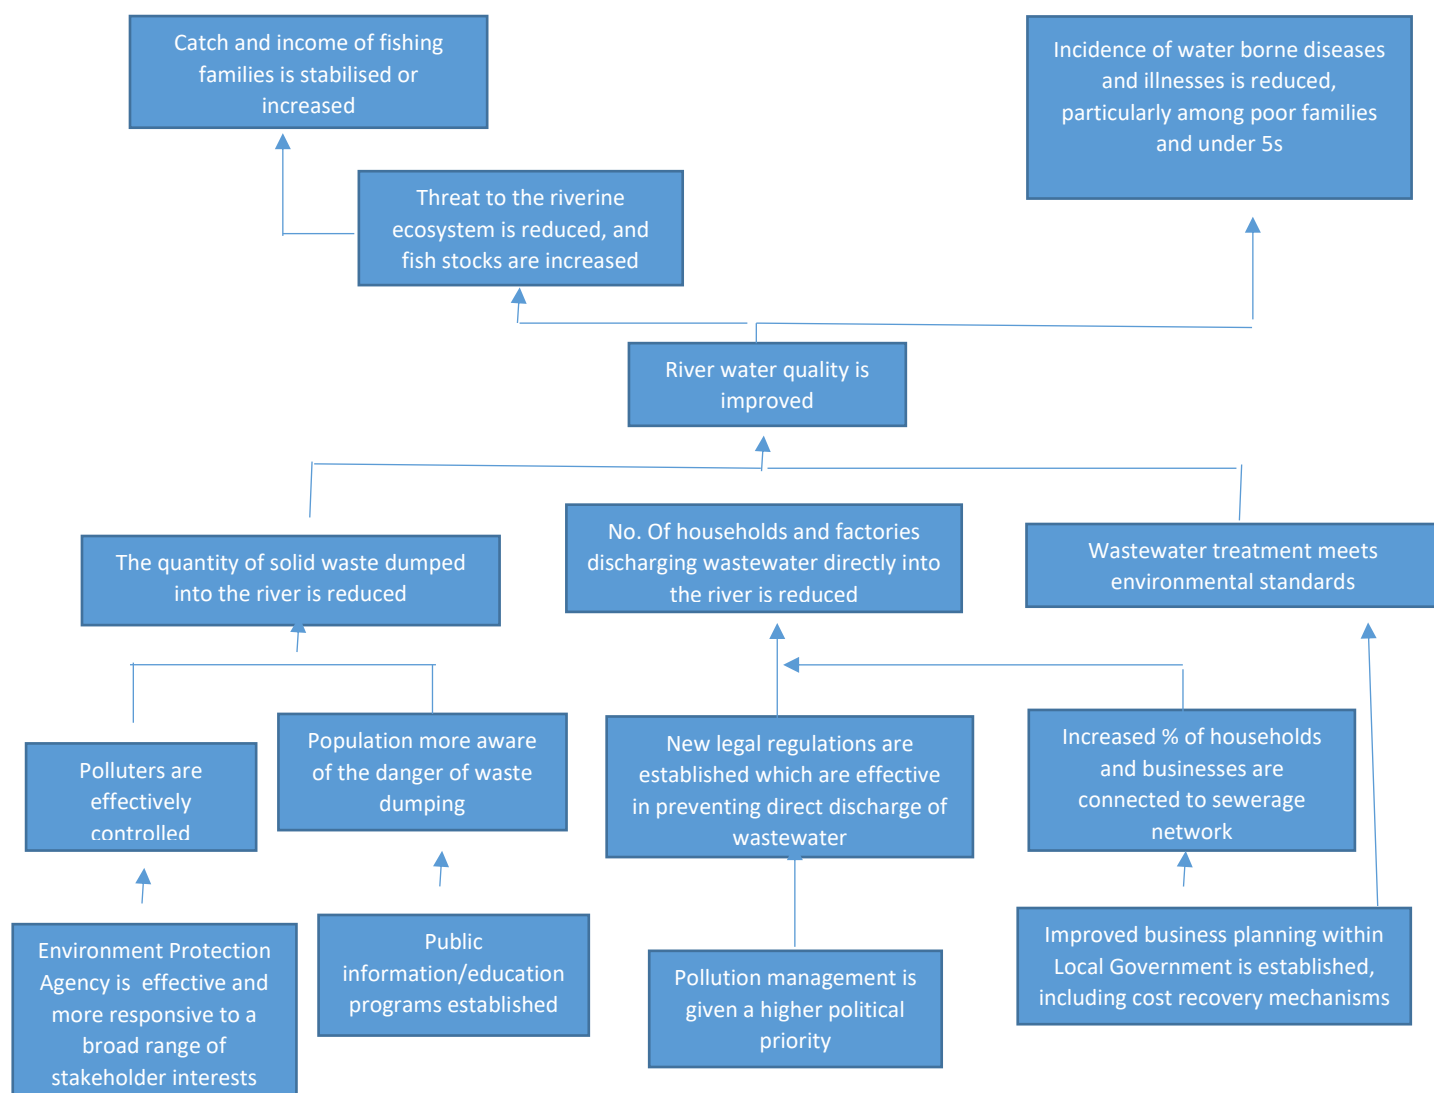 Catch and income of fishing
families is stabilised or
increased
Incidence of water borne diseases
and illnesses is reduced,
particularly among poor families
and under 5s
Threat to the riverine
ecosystem is reduced, and
fish stocks are increased
River water quality is
improved
The quantity of solid waste dumped
into the river is reduced
No. Of households and factories
discharging wastewater directly into
the river is reduced
Wastewater treatment meets
environmental standards
Polluters are
effectively
controlled
Population more aware
of the danger of waste
dumping
New legal regulations are
established which are effective
in preventing direct discharge of
wastewater
Increased % of households
and businesses are
connected to sewerage
network
Environment Protection
Agency is  effective and
more responsive to a
broad range of
stakeholder interests
Public
information/education
programs established
Pollution management is
given a higher political
priority
Improved business planning within
Local Government is established,
including cost recovery mechanisms